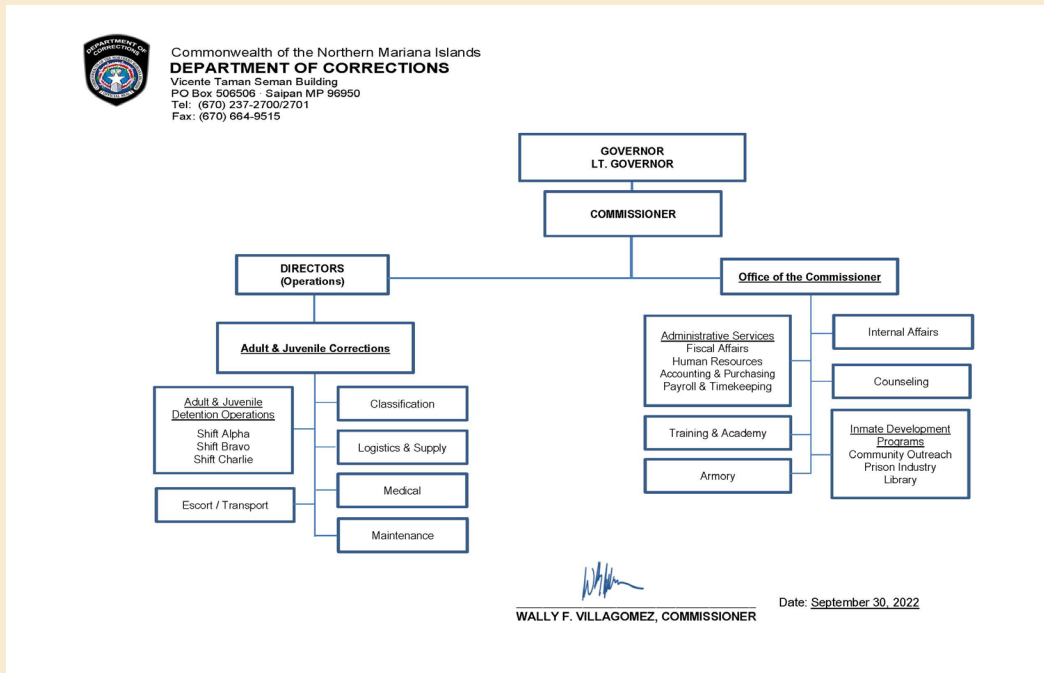 DEPARTMENT OF
CORRECTIONS
Commonwealth of the Northern Mariana Islands
DEPARTMENT OF CORRECTIONS
Vicente Taman Seman Building
PO Box 506506 · Saipan MP 96950
Tel: (670) 237-2700/2701
Fax: (670) 664-9515
GOVERNOR
LT. GOVERNOR
COMMISSIONER
DIRECTORS
(Operations)
Office of the Commissioner
Adult & Juvenile Corrections
Adult & Juvenile
Detention Operations
Shift Alpha
Shift Bravo
Shift Charlie
Escort / Transport
Classification
Logistics & Supply
Medical
Maintenance
Administrative Services
Fiscal Affairs
Human Resources
Accounting & Purchasing
Payroll & Timekeeping
Training & Academy
Armory
Internal Affairs
Counseling
Inmate Development
Programs
Community Outreach
Prison Industry
Library
WALLY F. VILLAGOMEZ, COMMISSIONER
Date: September 30, 2022